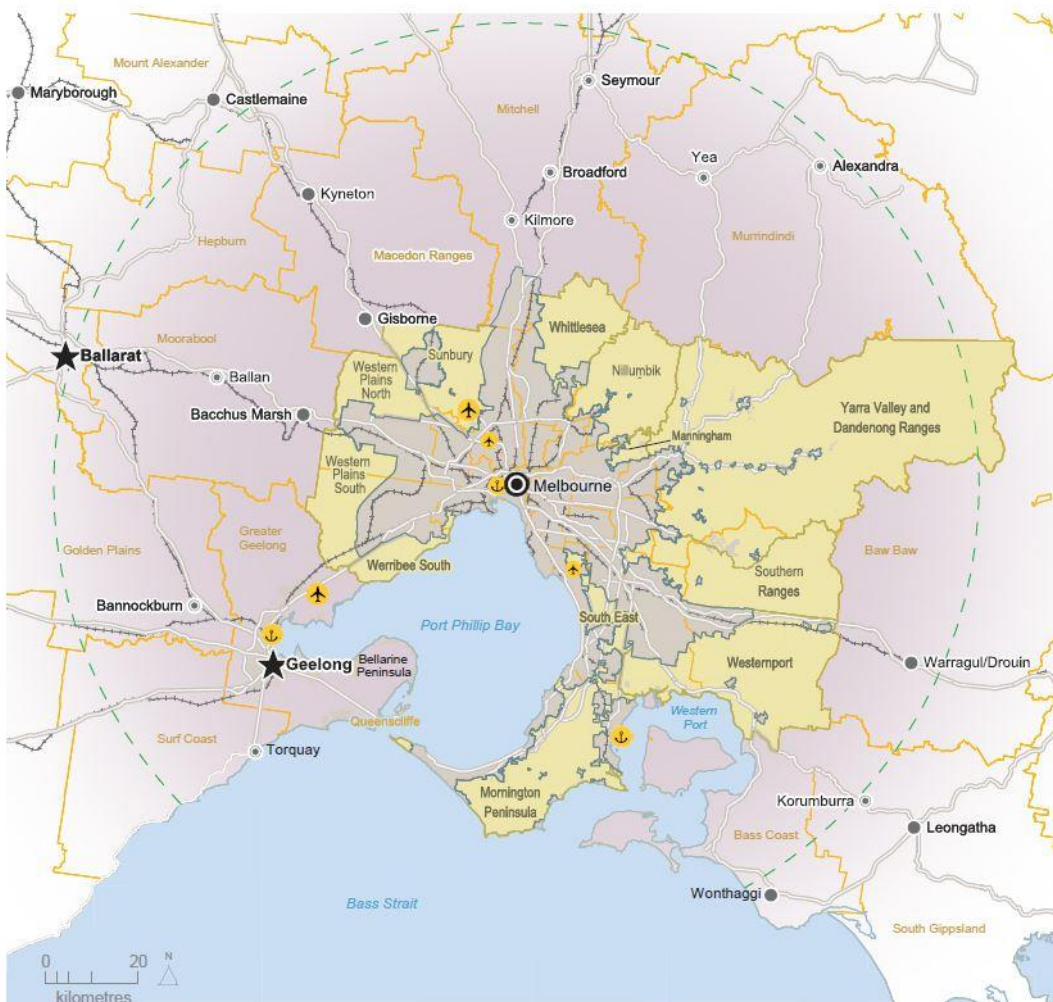 Mount Alexander
Maryborough
Castlemaine
Seymour
Mitchell
Yea
Alexandra
Broadford
Kyneton
Kilmore
Hepburn
Macedon Ranges
Murrindindi
Gisborne
Whittlesea
Moorabool
Sunbury
Ballarat
Western
Plains
North
Nillumbik
Ballan
Yarra Valley and
Dandenong Ranges
Bacchus Marsh
Manningham
Western
Plains
South
Melbourne
Greater
Geelong
Golden Plains
Baw Baw
Werribee South
Southern
Ranges
Bannockburn
South East
Port Phillip Bay
Geelong
Bellarine
Peninsula
Westernport
Warragul/Drouin
Queenscliffe
Western
Port
Surf Coast
Torquay
Mornington
Peninsula
Korumburra
Leongatha
Bass Coast
Wonthaggi
Bass Strait
South Gippsland
0 20
N
kilometres